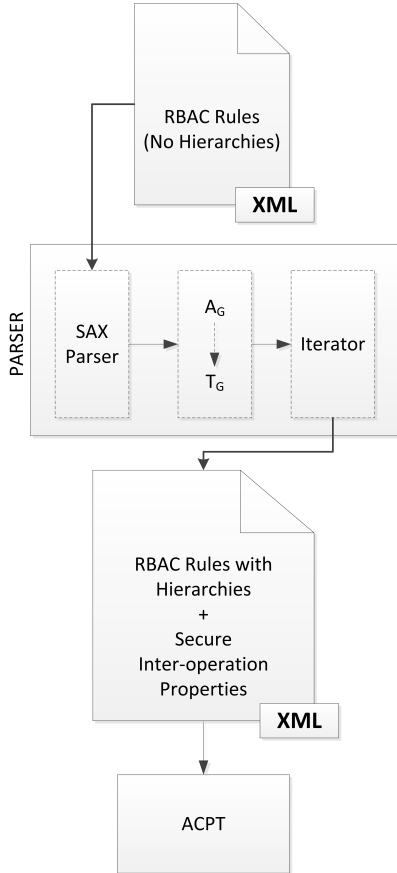 RBAC Rules
(No Hierarchies)
XML
PARSER
SAX
Parser
AG
TG
Iterator
RBAC Rules with
Hierarchies
+
Secure
Inter-operation
Properties
XML
ACPT